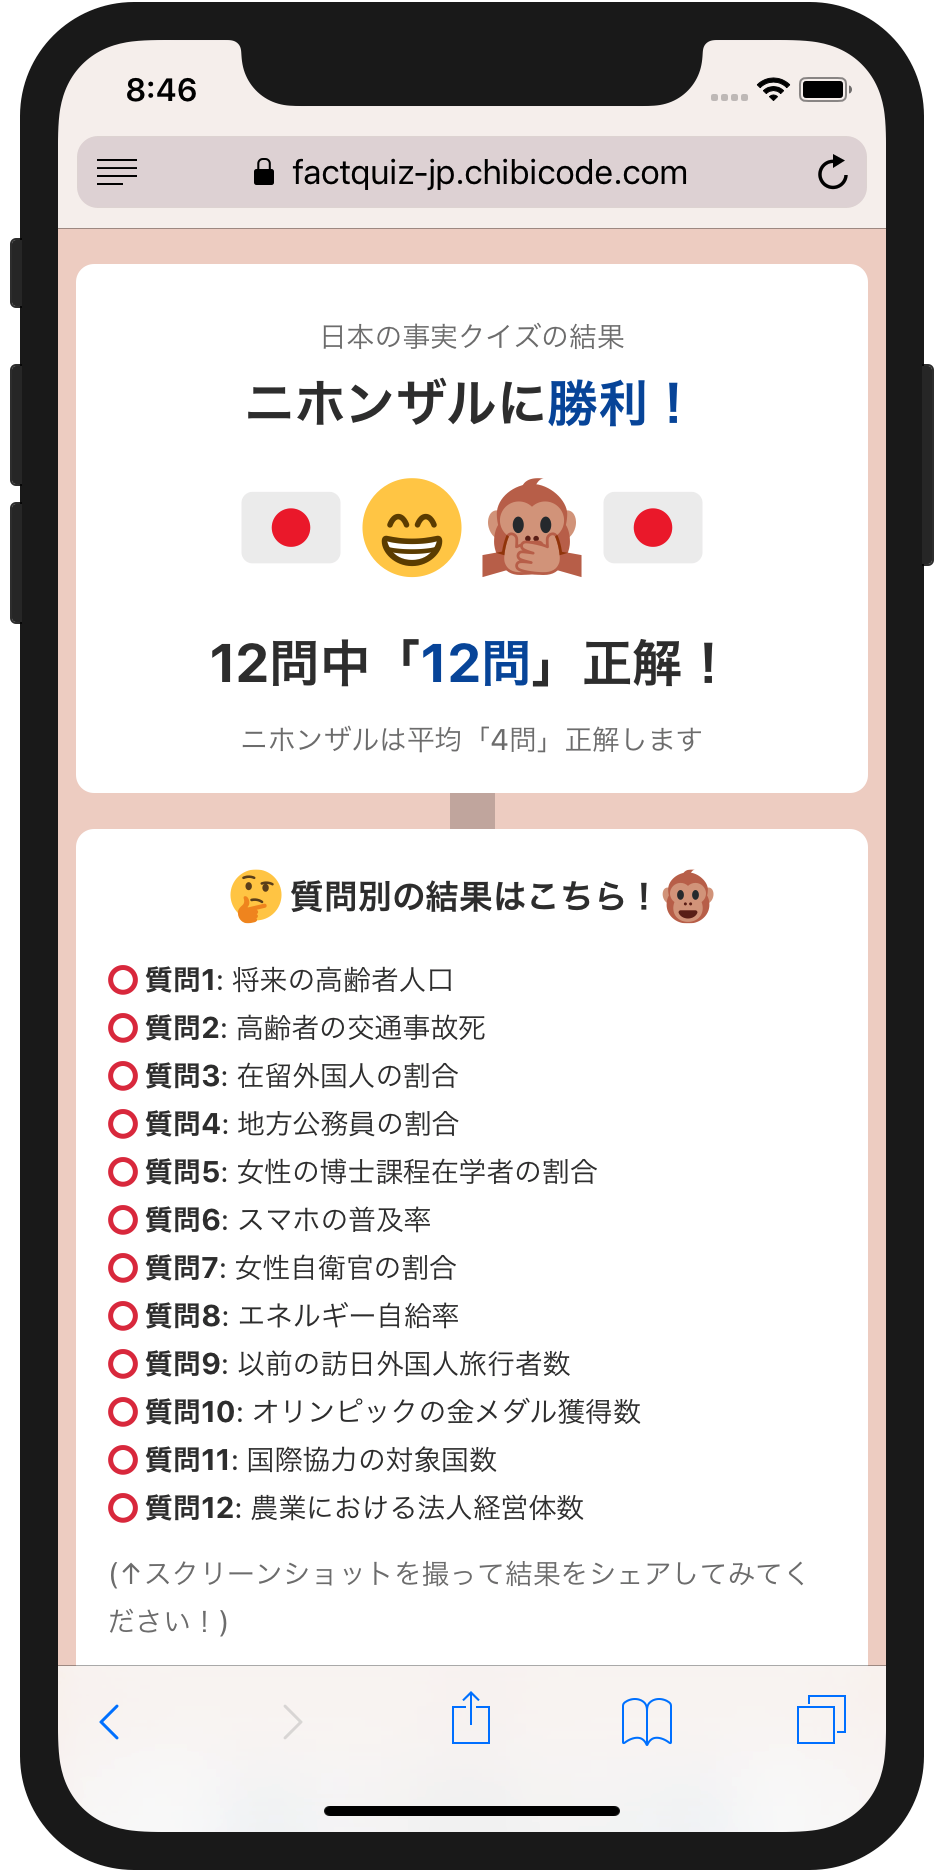 8:46
factquiz-jp.chibicode.com
日本の事実クイズの結果
ニホンザルに勝利！
12問中「12問」正解！
ニホンザルは平均「4問」正解します
質問別の結果はこちら！
質問1: 将来の高齢者人口
質問2: 高齢者の交通事故死
質問3: 在留外国人の割合
質問4: 地方公務員の割合
質問5: 女性の博士課程在学者の割合
質問6: スマホの普及率
質問7: 女性自衛官の割合
質問8: エネルギー自給率
質問9: 以前の訪日外国人旅行者数
質問10: オリンピックの金メダル獲得数
質問11: 国際協力の対象国数
質問12: 農業における法人経営体数
(↑スクリーンショットを撮って結果をシェアしてみてく
ださい！)